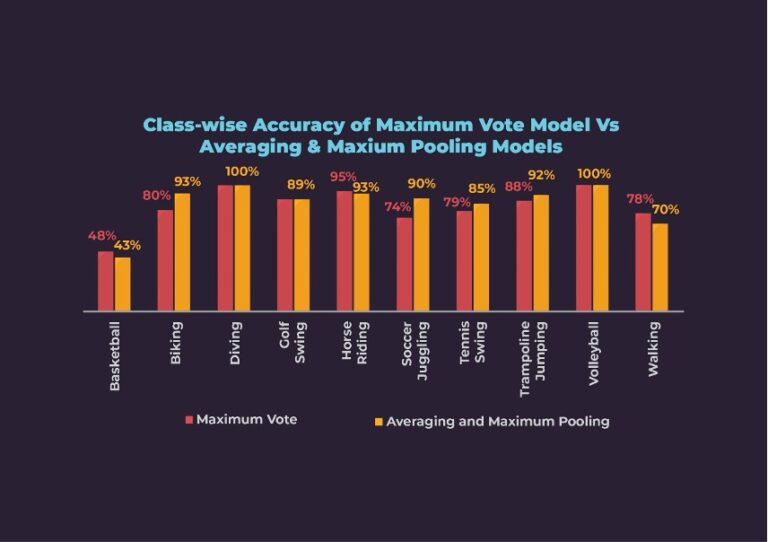 Class-wise Accuracy of Maximum Vote Model Vs
Averaging & Maxium Pooling Models
48%
43%
80%
93%
100%
89%
95%
93%
74%
90%
79%
85%
88%
92%
100%
78%
70%
Basketball
Biking
Diving
Golf
Swing
Horse
Riding
Soccer
Juggling
Tennis
Swing
Trampoline
Jumping
Volleyball
Walking
Maximum Vote
Averaging and Maximum Pooling